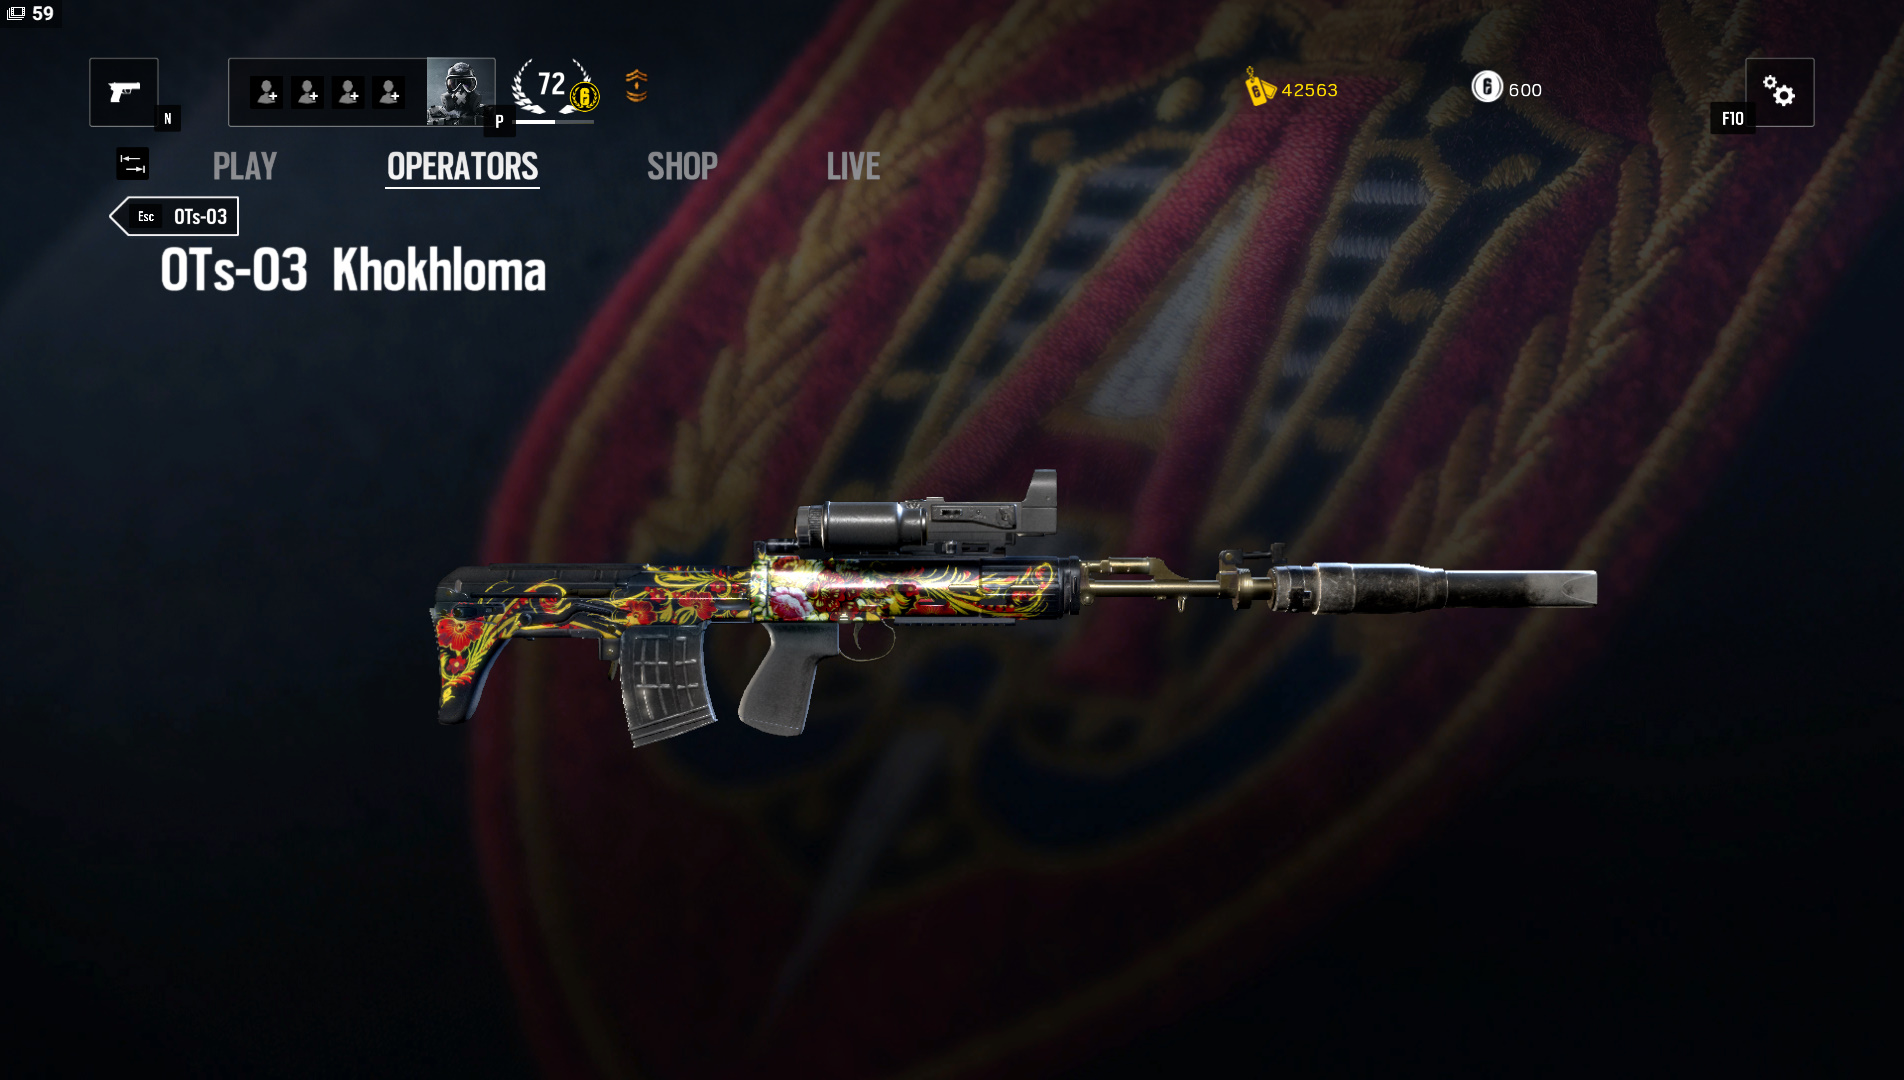 59
72
42563
600
N
P
F10
PLAY OPERATORS SHOP LIVE
Esc OTs-03
OTs-03 Khokhloma